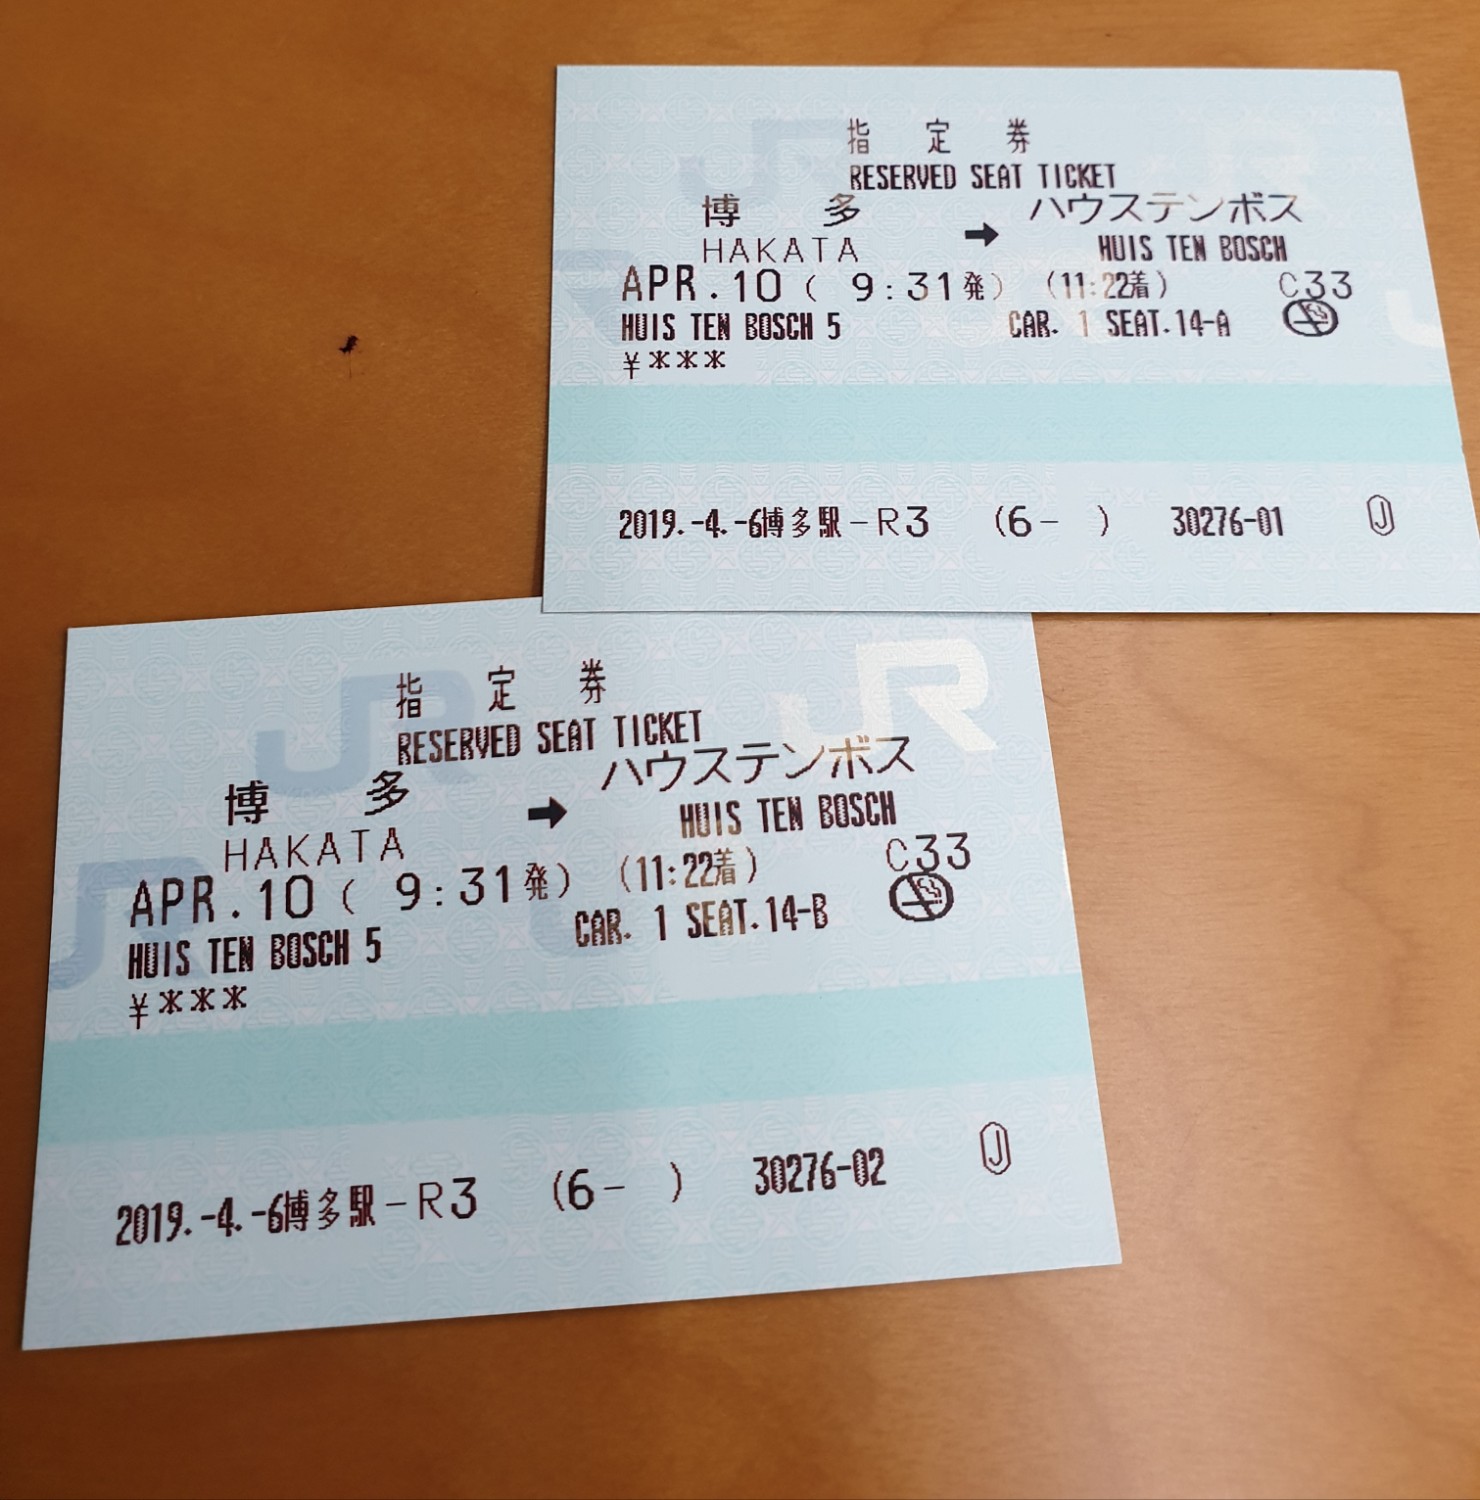 指定券
RESERVED SEAT TICKET
博多 → ハウステンボス
HAKATA HUIS TEN BOSCH
APR.10 ( 9:31発) (11:22着) C33
HUIS TEN BOSCH 5 CAR. 1 SEAT.14-A
¥***
2019.-4.-6博多駅-R3 (6- ) 30276-01 J
指定券
RESERVED SEAT TICKET
博多 → ハウステンボス
HAKATA HUIS TEN BOSCH
APR.10 ( 9:31発) (11:22着) C33
HUIS TEN BOSCH 5 CAR. 1 SEAT.14-B
¥***
2019.-4.-6博多駅-R3 (6- ) 30276-02 J
JR
JR